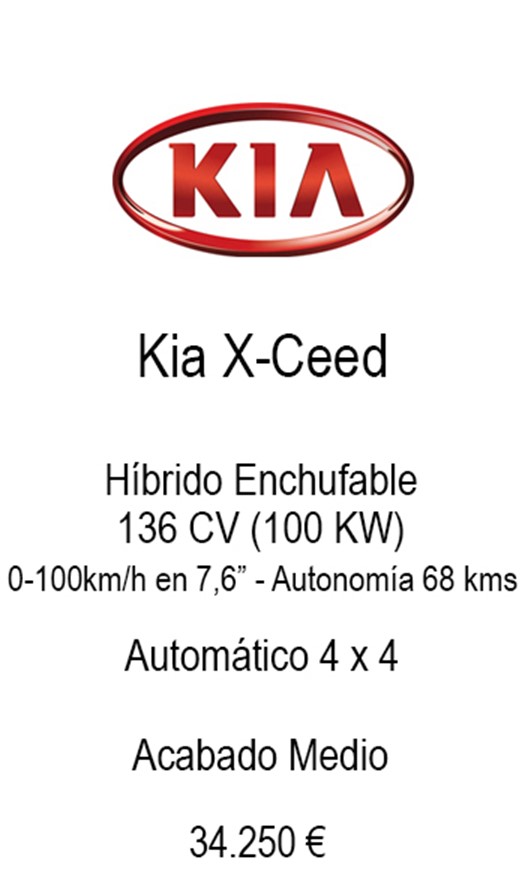 KIA
Kia X-Ceed
Híbrido Enchufable
136 CV (100 KW)
0-100km/h en 7,6” - Autonomía 68 kms
Automático 4 x 4
Acabado Medio
34.250 €